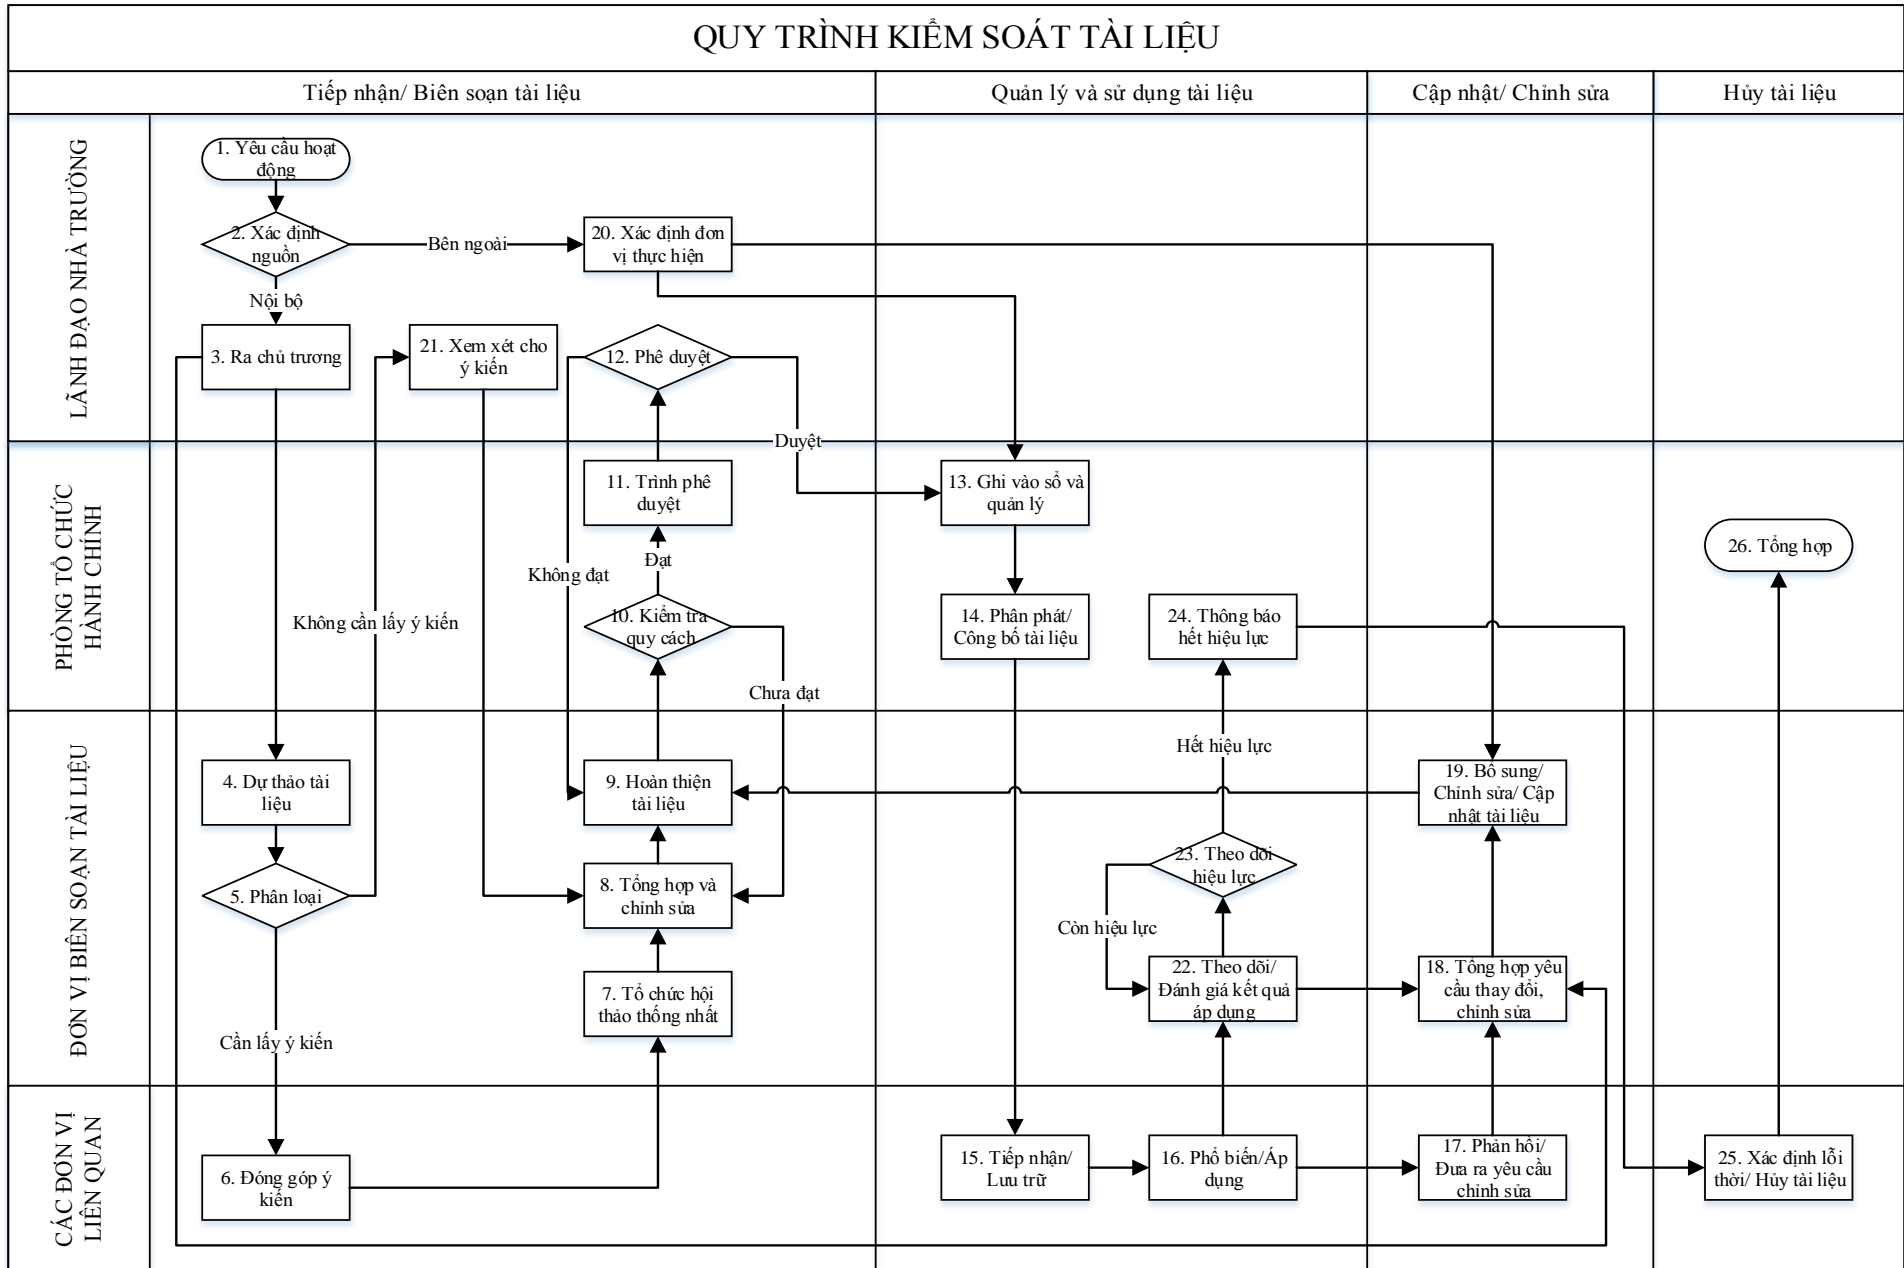 QUY TRÌNH KIỂM SOÁT TÀI LIỆU
Tiếp nhận/ Biên soạn tài liệu
Quản lý và sử dụng tài liệu
Cập nhật/ Chỉnh sửa
Hủy tài liệu
LÃNH ĐẠO NHÀ TRƯỜNG
1. Yêu cầu hoạt
động
2. Xác định
nguồn
Bên ngoài
20. Xác định đơn
vị thực hiện
Nội bộ
3. Ra chủ trương
21. Xem xét cho
ý kiến
12. Phê duyệt
Duyệt
PHÒNG TỔ CHỨC
HÀNH CHÍNH
11. Trình phê
duyệt
13. Ghi vào sổ và
quản lý
26. Tổng hợp
Đạt
Không đạt
Không cần lấy ý kiến
10. Kiểm tra
quy cách
14. Phân phát/
Công bố tài liệu
24. Thông báo
hết hiệu lực
Chưa đạt
ĐƠN VỊ BIÊN SOẠN TÀI LIỆU
Hết hiệu lực
4. Dự thảo tài
liệu
9. Hoàn thiện
tài liệu
19. Bổ sung/
Chỉnh sửa/ Cập
nhật tài liệu
5. Phân loại
8. Tổng hợp và
chỉnh sửa
23. Theo dõi
hiệu lực
Còn hiệu lực
7. Tổ chức hội
thảo thống nhất
22. Theo dõi/
Đánh giá kết quả
áp dụng
18. Tổng hợp yêu
cầu thay đổi,
chỉnh sửa
Cần lấy ý kiến
CÁC ĐƠN VỊ
LIÊN QUAN
6. Đóng góp ý
kiến
15. Tiếp nhận/
Lưu trữ
16. Phổ biến/Áp
dụng
17. Phản hồi/
Đưa ra yêu cầu
chỉnh sửa
25. Xác định lỗi
thời/ Hủy tài liệu